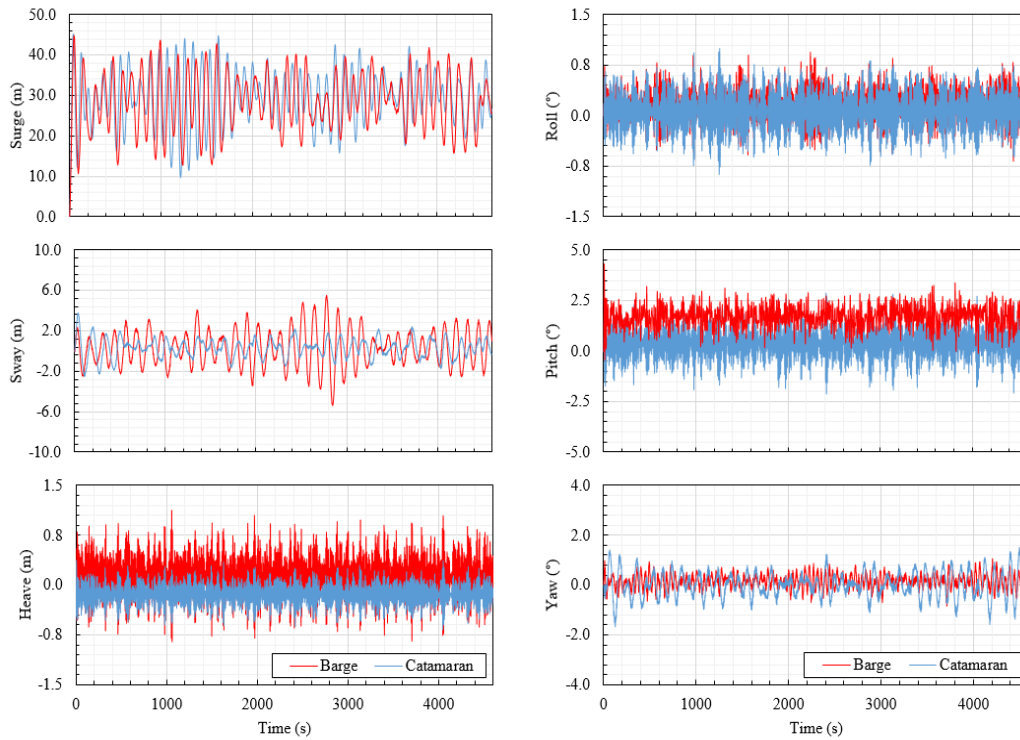 Surge (m)
50.0
40.0
30.0
20.0
10.0
0.0
Roll (°)
1.5
0.8
0.0
-0.8
-1.5
Sway (m)
10.0
6.0
2.0
-2.0
-6.0
-10.0
Pitch (°)
5.0
2.5
0.0
-2.5
-5.0
Heave (m)
1.5
0.8
0.0
-0.8
-1.5
Barge Catamaran
0 1000 2000 3000 4000
Time (s)
Yaw (°)
4.0
2.0
0.0
-2.0
-4.0
Barge Catamaran
0 1000 2000 3000 4000
Time (s)